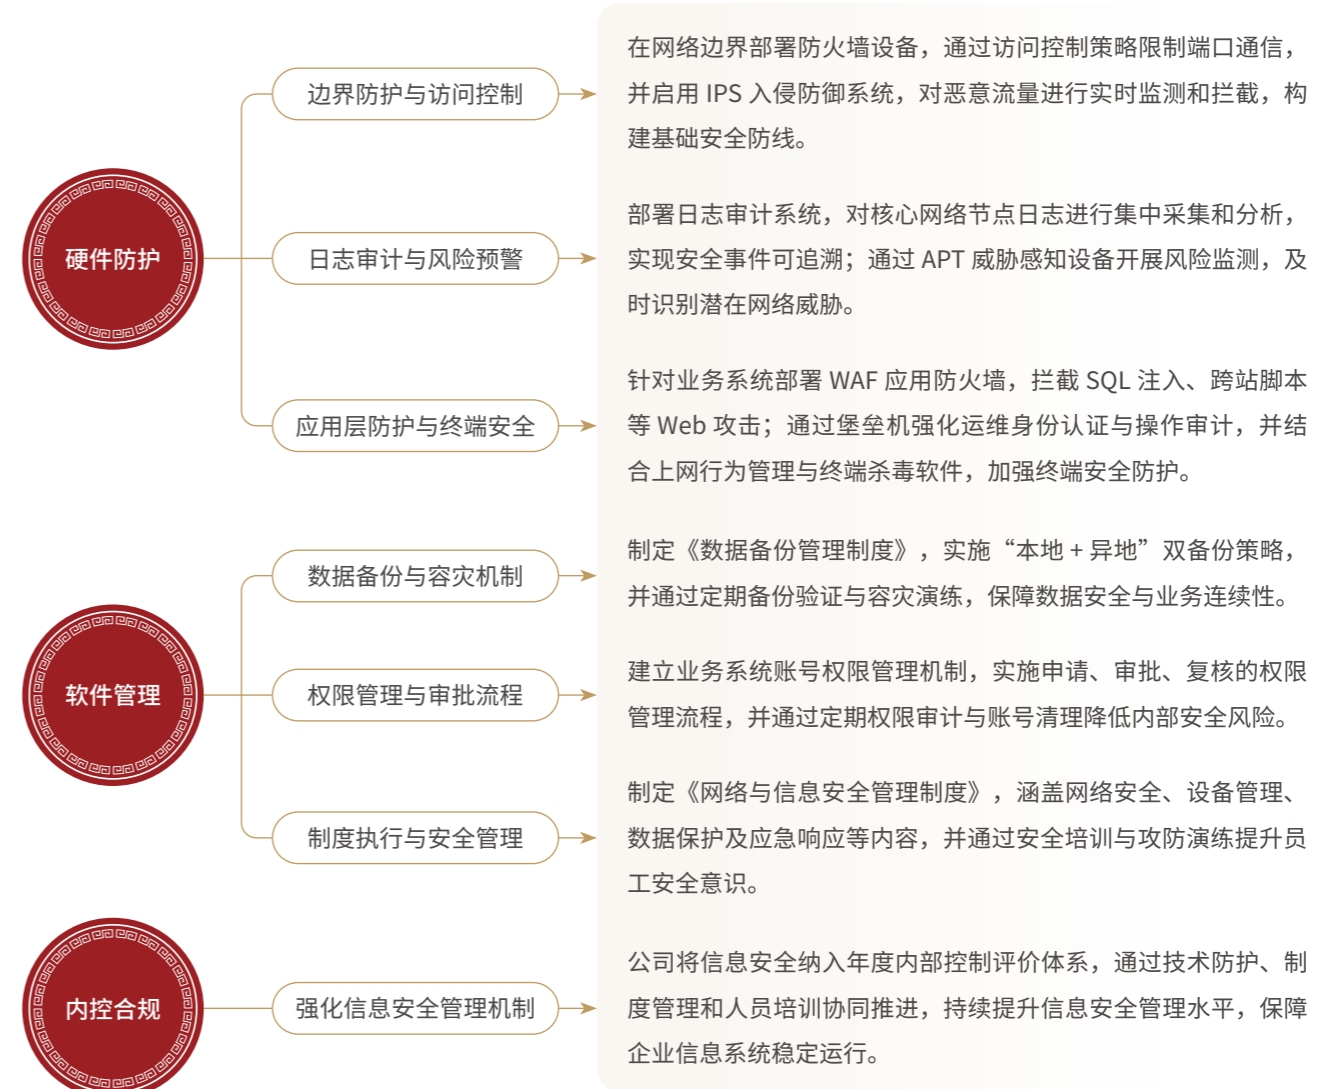 硬件防护
边界防护与访问控制
在网络边界部署防火墙设备，通过访问控制策略限制端口通信，
并启用 IPS 入侵防御系统，对恶意流量进行实时监测和拦截，构
建基础安全防线。
日志审计与风险预警
部署日志审计系统，对核心网络节点日志进行集中采集和分析，
实现安全事件可追溯；通过 APT 威胁感知设备开展风险监测，及
时识别潜在网络威胁。
应用层防护与终端安全
针对业务系统部署 WAF 应用防火墙，拦截 SQL 注入、跨站脚本
等 Web 攻击；通过堡垒机强化运维身份认证与操作审计，并结
合上网行为管理与终端杀毒软件，加强终端安全防护。
软件管理
数据备份与容灾机制
制定《数据备份管理制度》，实施“本地 + 异地”双备份策略，
并通过定期备份验证与容灾演练，保障数据安全与业务连续性。
权限管理与审批流程
建立业务系统账号权限管理机制，实施申请、审批、复核的权限
管理流程，并通过定期权限审计与账号清理降低内部安全风险。
制度执行与安全管理
制定《网络与信息安全管理制度》，涵盖网络安全、设备管理、
数据保护及应急响应等内容，并通过安全培训与攻防演练提升员
工安全意识。
内控合规
强化信息安全管理机制
公司将信息安全纳入年度内部控制评价体系，通过技术防护、制
度管理和人员培训协同推进，持续提升信息安全管理水平，保障
企业信息系统稳定运行。